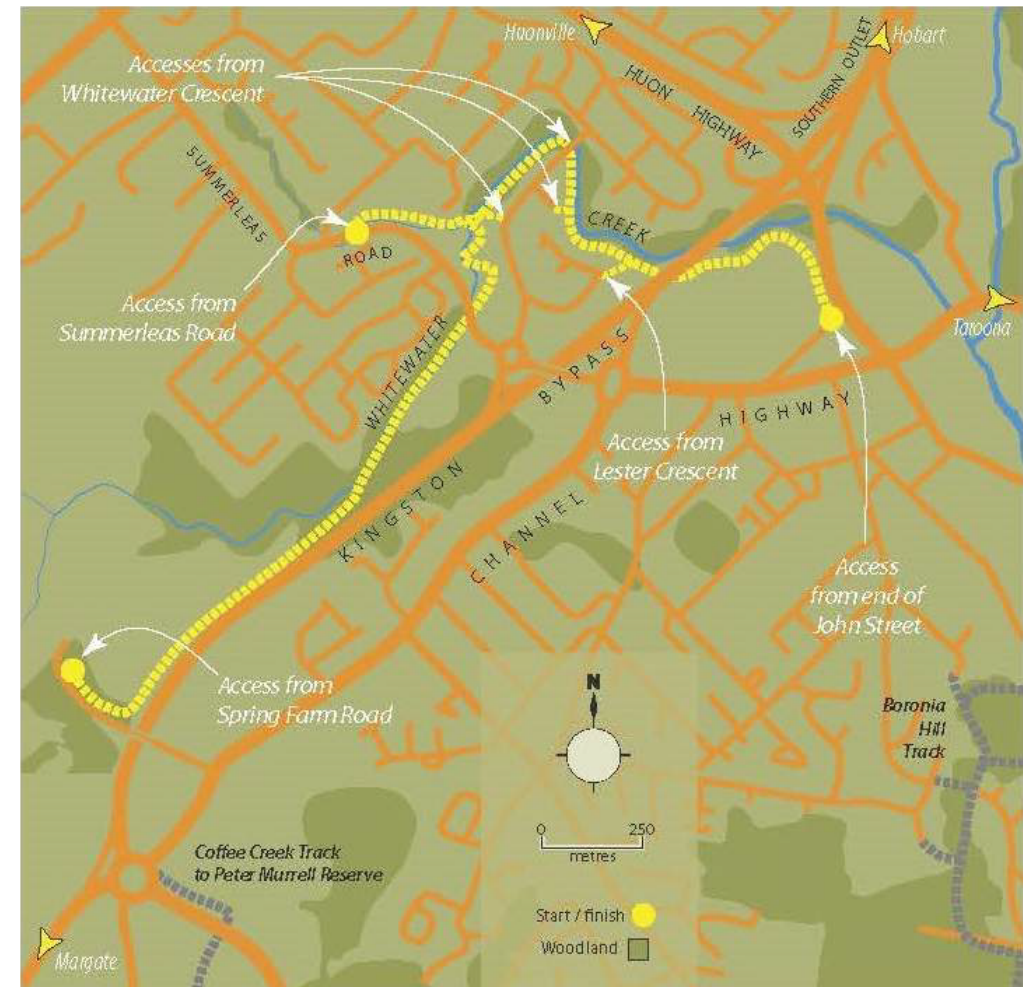 Huonville
Hobart
Accesses from
Whitewater Crescent
HUON
HIGHWAY
SOUTHERN OUTLET
SUMMERLEAS
ROAD
CREEK
Access from
Summerleas Road
Taroona
WHITEWATER
BYPASS
HIGHWAY
Access from
Lester Crescent
KINGSTON
CHANNEL
Access
from end of
John Street
Access from
Spring Farm Road
N
Boronia
Hill
Track
0 250
metres
Coffee Creek Track
to Peter Murrell Reserve
Start / finish
Woodland
Margate